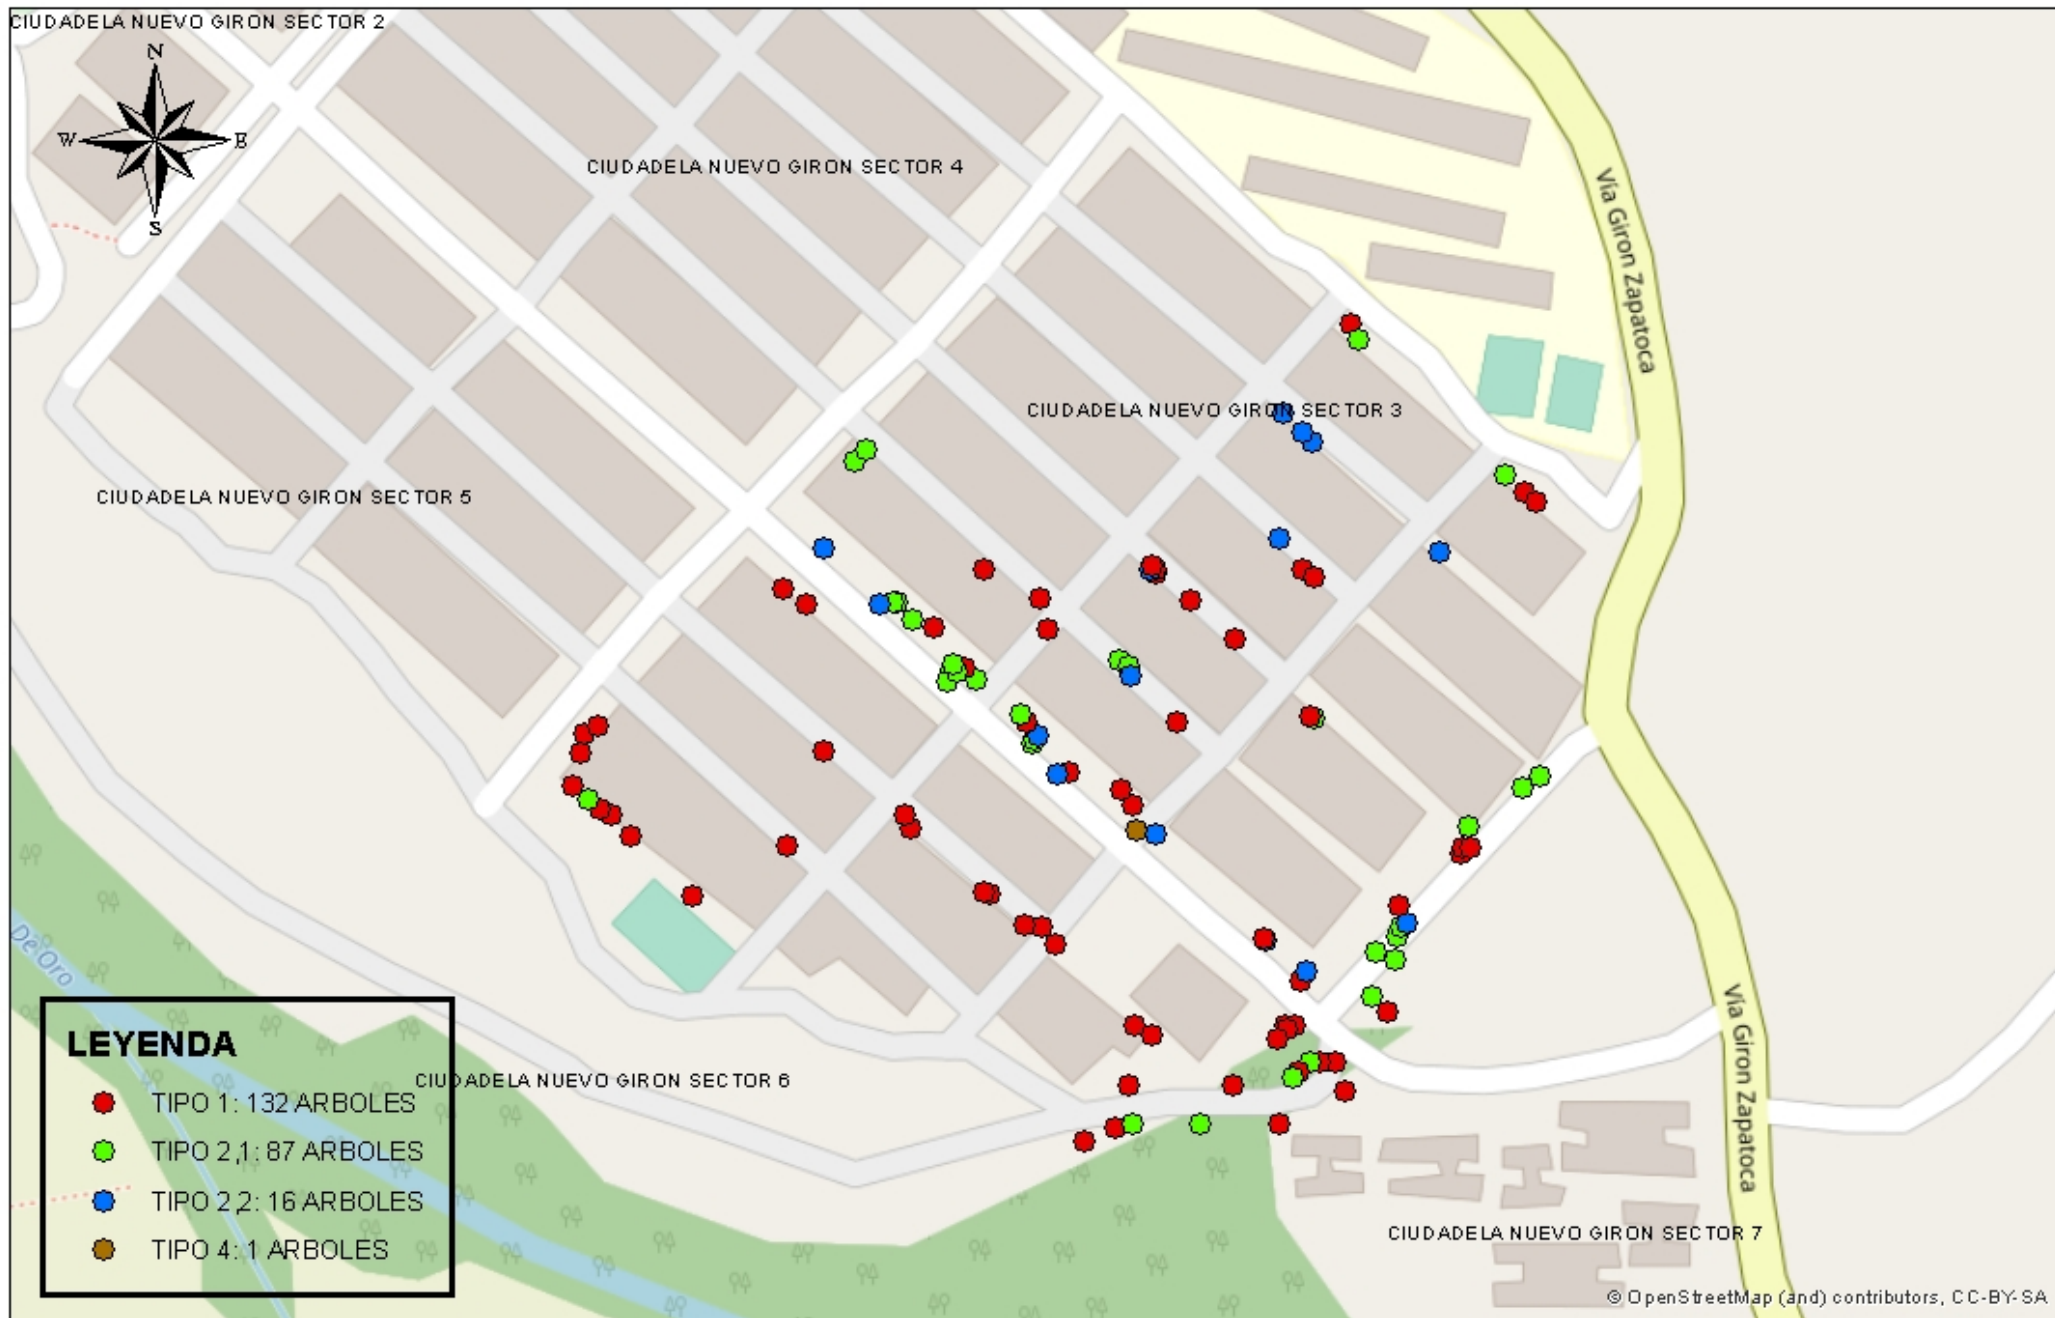 CIUDADELA NUEVO GIRON SECTOR 2
N
W E
S
CIUDADELA NUEVO GIRON SECTOR 4
Vía Giron Zapatoca
CIUDADELA NUEVO GIRON SECTOR 3
CIUDADELA NUEVO GIRON SECTOR 5
De Oro
LEYENDA
TIPO 1: 132 ARBOLES
TIPO 2,1: 87 ARBOLES
TIPO 2,2: 16 ARBOLES
TIPO 4: 1 ARBOLES
CIUDADELA NUEVO GIRON SECTOR 6
Vía Giron Zapatoca
CIUDADELA NUEVO GIRON SECTOR 7
© OpenStreetMap (and) contributors, CC-BY-SA